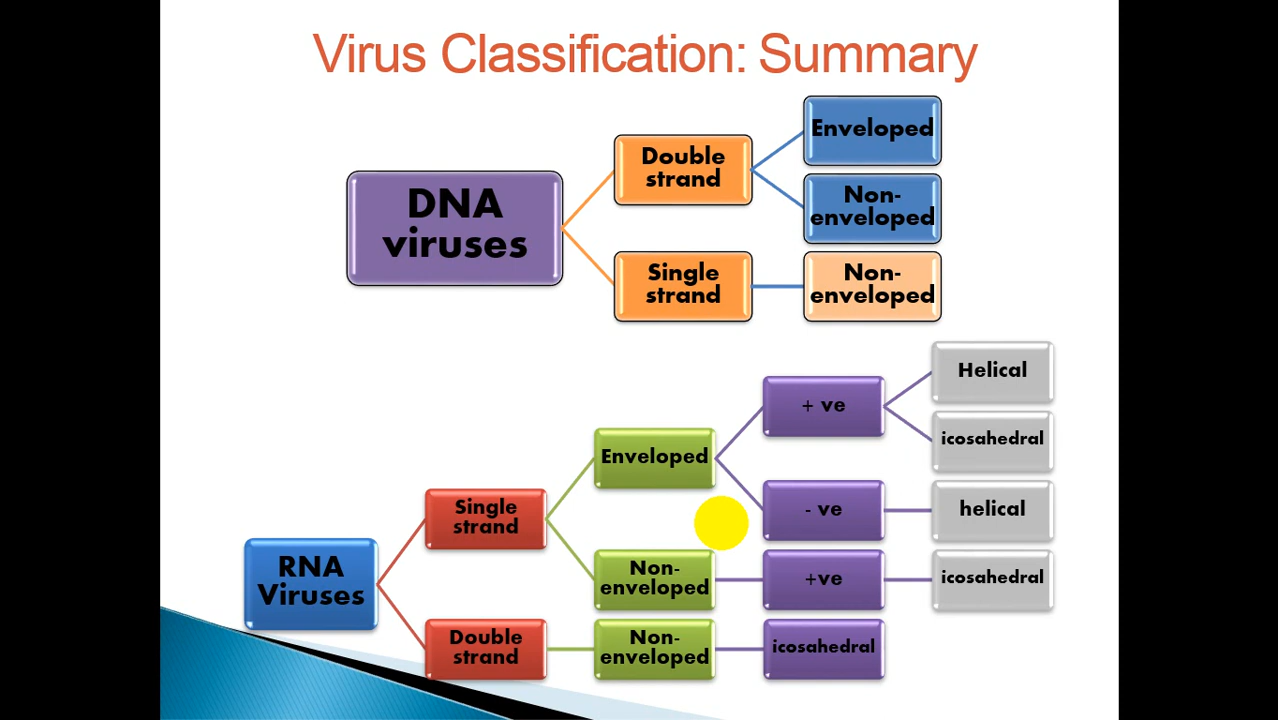 Virus Classification: Summary
DNA
viruses
Double
strand
Enveloped
Non-
enveloped
Single
strand
Non-
enveloped
RNA
Viruses
Single
strand
Enveloped
+ ve
Helical
icosahedral
- ve
helical
Non-
enveloped
+ve
icosahedral
Double
strand
Non-
enveloped
icosahedral